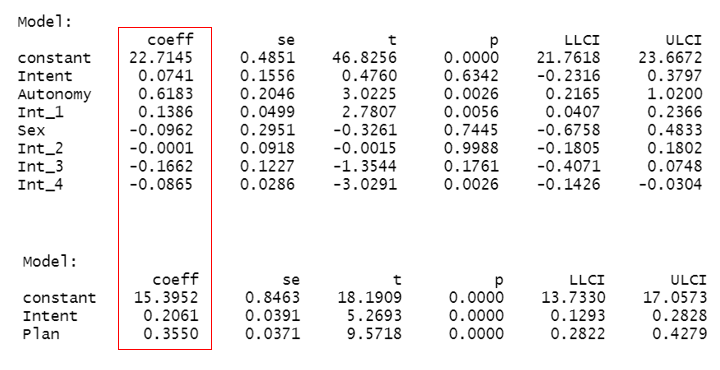 Model:
coeff se t p LLCI ULCI
constant 22.7145 0.4851 46.8256 0.0000 21.7618 23.6672
Intent 0.0741 0.1556 0.4760 0.6342 -0.2316 0.3797
Autonomy 0.6183 0.2046 3.0225 0.0026 0.2165 1.0200
Int_1 0.1386 0.0499 2.7807 0.0056 0.0407 0.2366
Sex -0.0962 0.2951 -0.3261 0.7445 -0.6758 0.4833
Int_2 -0.0001 0.0918 -0.0015 0.9988 -0.1805 0.1802
Int_3 -0.1662 0.1227 -1.3544 0.1761 -0.4071 0.0748
Int_4 -0.0865 0.0286 -3.0291 0.0026 -0.1426 -0.0304
Model:
coeff se t p LLCI ULCI
constant 15.3952 0.8463 18.1909 0.0000 13.7330 17.0573
Intent 0.2061 0.0391 5.2693 0.0000 0.1293 0.2828
Plan 0.3550 0.0371 9.5718 0.0000 0.2822 0.4279